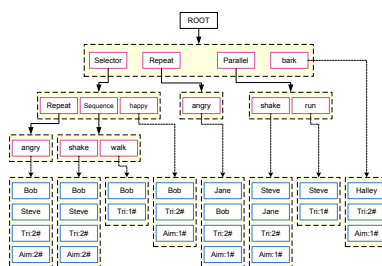 ROOT
Selector Repeat Parallel bark
Repeat Sequence happy angry shake run
angry shake walk
Bob Bob Bob Bob Jane Steve Steve Halley
Steve Steve Tri:1# Tri:2# Bob Jane Tri:1# Tri:2#
Tri:2# Tri:2# Aim:1# Tri:2# Tri:2# Aim:1#
Aim:2# Aim:2# Aim:1# Aim:1#